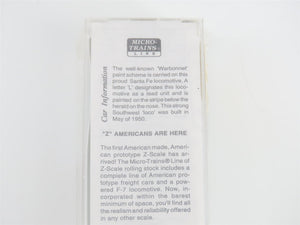 MICRO-
TRAINS
LINE
Car Information
The well-known 'Warbonnet'
paint scheme is carried on this
proud Santa Fe locomotive. A
letter 'L' designates this loco-
motive as a lead unit and is
painted on the stripe below the
herald on the nose. This strong
Southwest 'loco' was built in
May of 1950.
"Z" AMERICANS ARE HERE
The first American made, Ameri-
can prototype Z-Scale has ar-
rived! The Micro-Trains® Line of
Z-Scale rolling stock includes
a complete line of American pro-
totype freight cars and a pow-
ered F-7 locomotive. Now, in-
corporated within the
barest minimum of space, you'll
find all the realism and reliability offered
in any other scale.